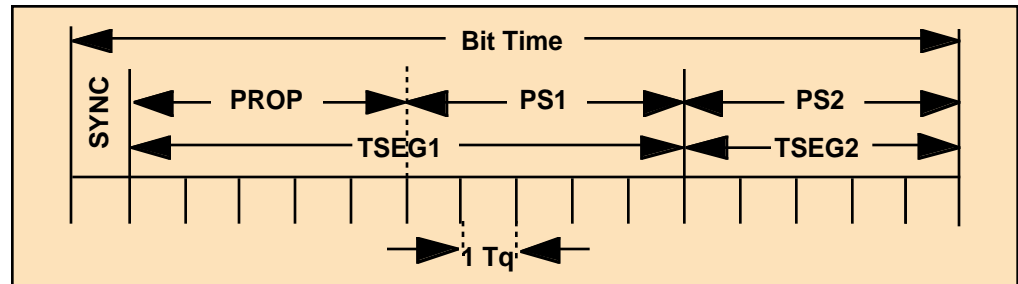 Bit Time
SYNC
PROP
PS1
PS2
TSEG1
TSEG2
1 Tq